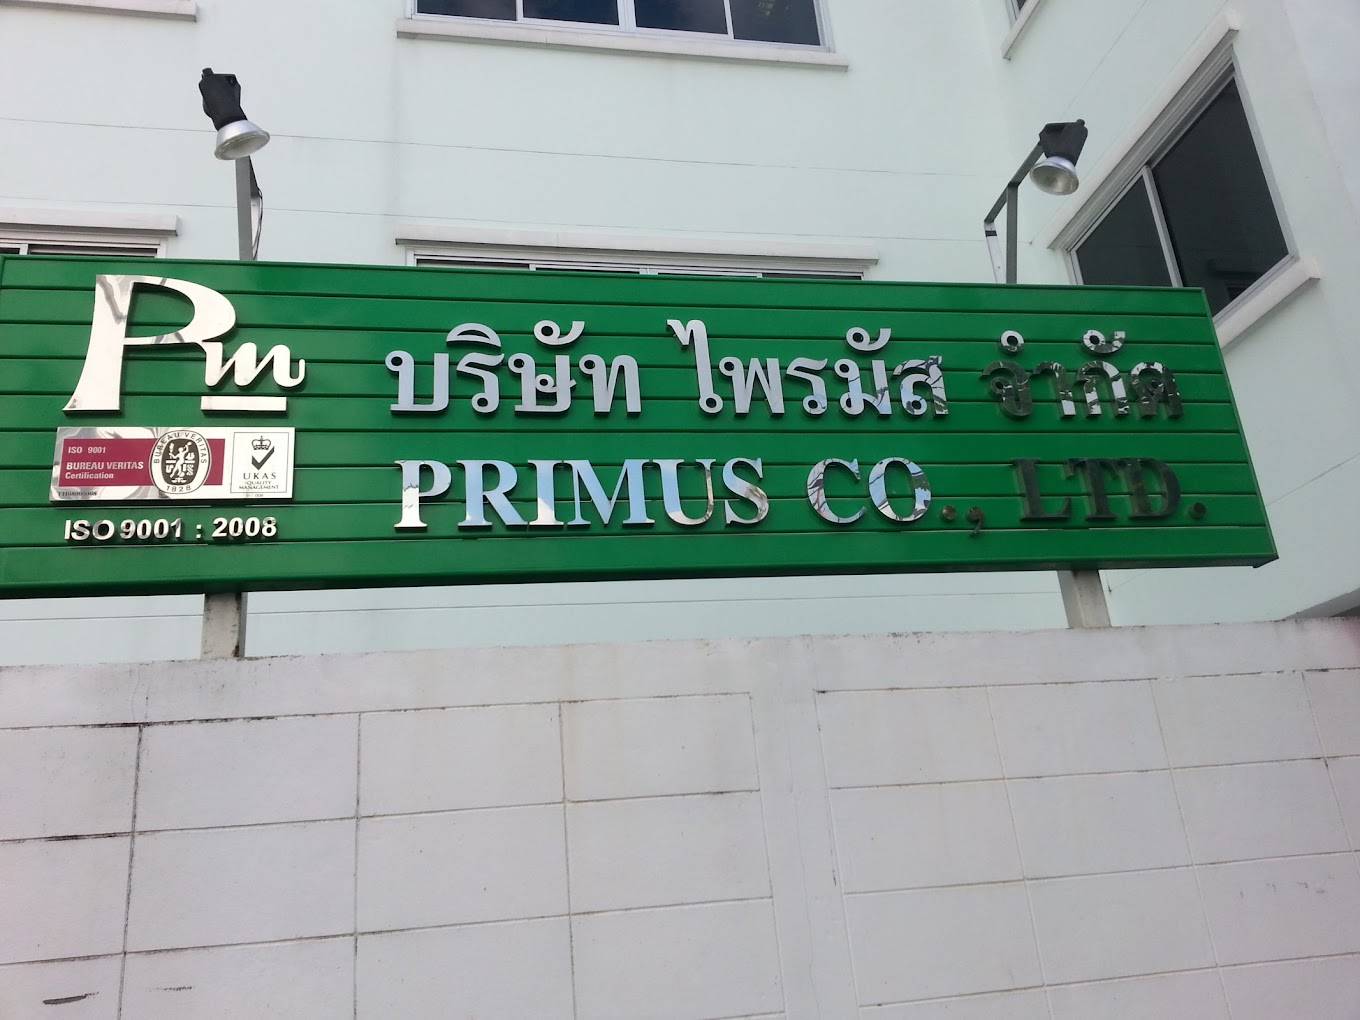 Pm
บริษัท ไพรมัส จำกัด
PRIMUS CO., LTD.
ISO 9001
BUREAU VERITAS
Certification
BUREAU VERITAS
1828
UKAS
QUALITY
MANAGEMENT
008
ISO 9001 : 2008